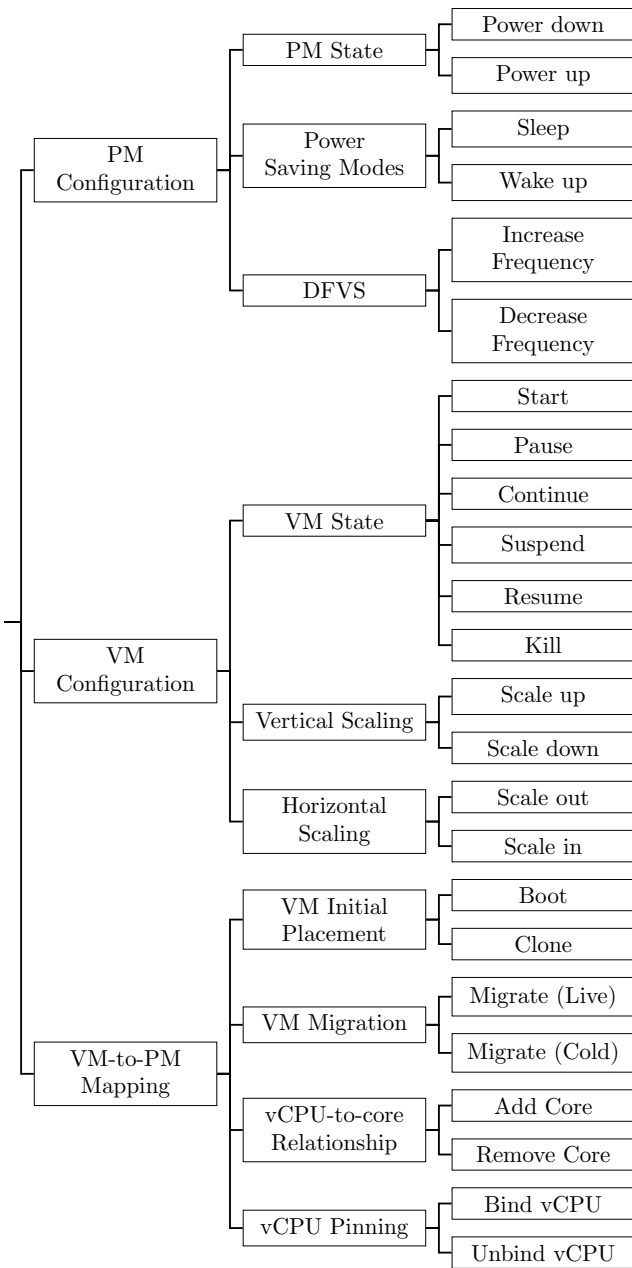 Power down
PM State
Power up
PM
Configuration
Power
Saving Modes
Sleep
Wake up
DFVS
Increase
Frequency
Decrease
Frequency
VM
Configuration
VM State
Start
Pause
Continue
Suspend
Resume
Kill
Vertical Scaling
Scale up
Scale down
Horizontal
Scaling
Scale out
Scale in
VM-to-PM
Mapping
VM Initial
Placement
Boot
Clone
VM Migration
Migrate (Live)
Migrate (Cold)
vCPU-to-core
Relationship
Add Core
Remove Core
vCPU Pinning
Bind vCPU
Unbind vCPU